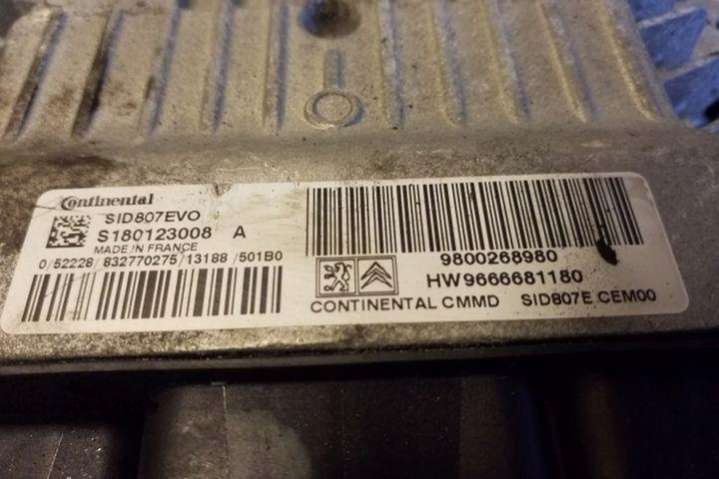 Continental
SID807EVO
S180123008 A
MADE IN FRANCE
0/52228/832770275/13188/501B0
9800268980
HW9666681180
CONTINENTAL CMMD SID807E CEM00